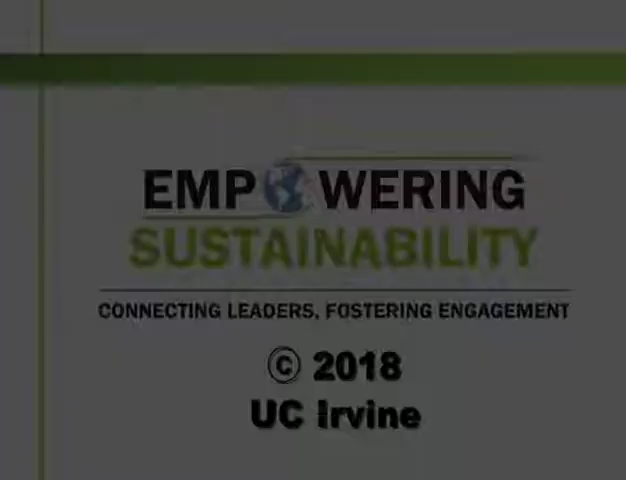 EMPOWERING
SUSTAINABILITY
CONNECTING LEADERS, FOSTERING ENGAGEMENT
© 2018
UC Irvine